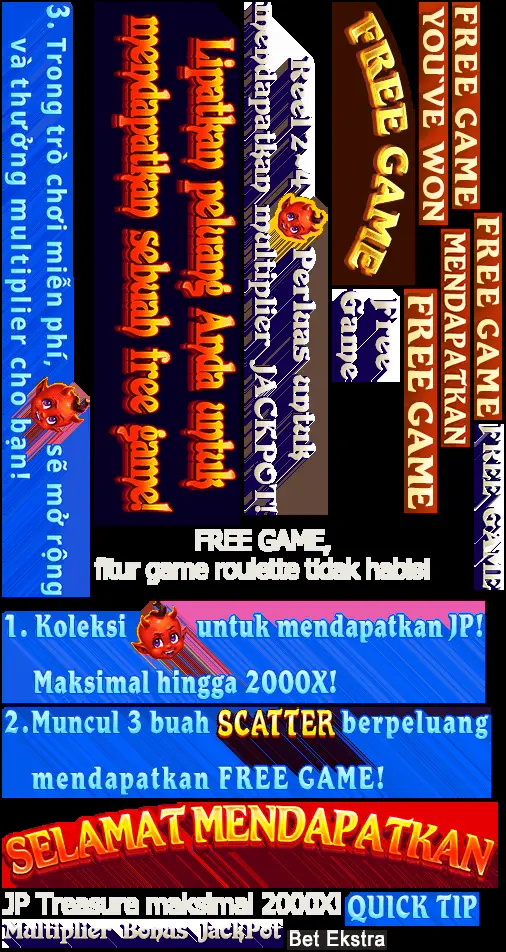 3. Trong trò chơi miễn phí, sẽ mở rộng
và thưởng multiplier cho bạn!
Lipatkan peluang Anda untuk
mendapatkan sebuah free game!
Reel 2~4 Perluas untuk
mendapatkan multiplier JACKPOT!
FREE GAME
FREE GAME
YOU'VE WON
FREE GAME
MENDAPATKAN
FREE GAME
Free
Game
FREE GAME
FREE GAME,
fitur game roulette tidak habis!
1. Koleksi untuk mendapatkan JP!
Maksimal hingga 2000X!
2.Muncul 3 buah SCATTER berpeluang
mendapatkan FREE GAME!
SELAMAT MENDAPATKAN
JP Treasure maksimal 2000X!
QUICK TIP
Multiplier Bonus JackPot
Bet Ekstra